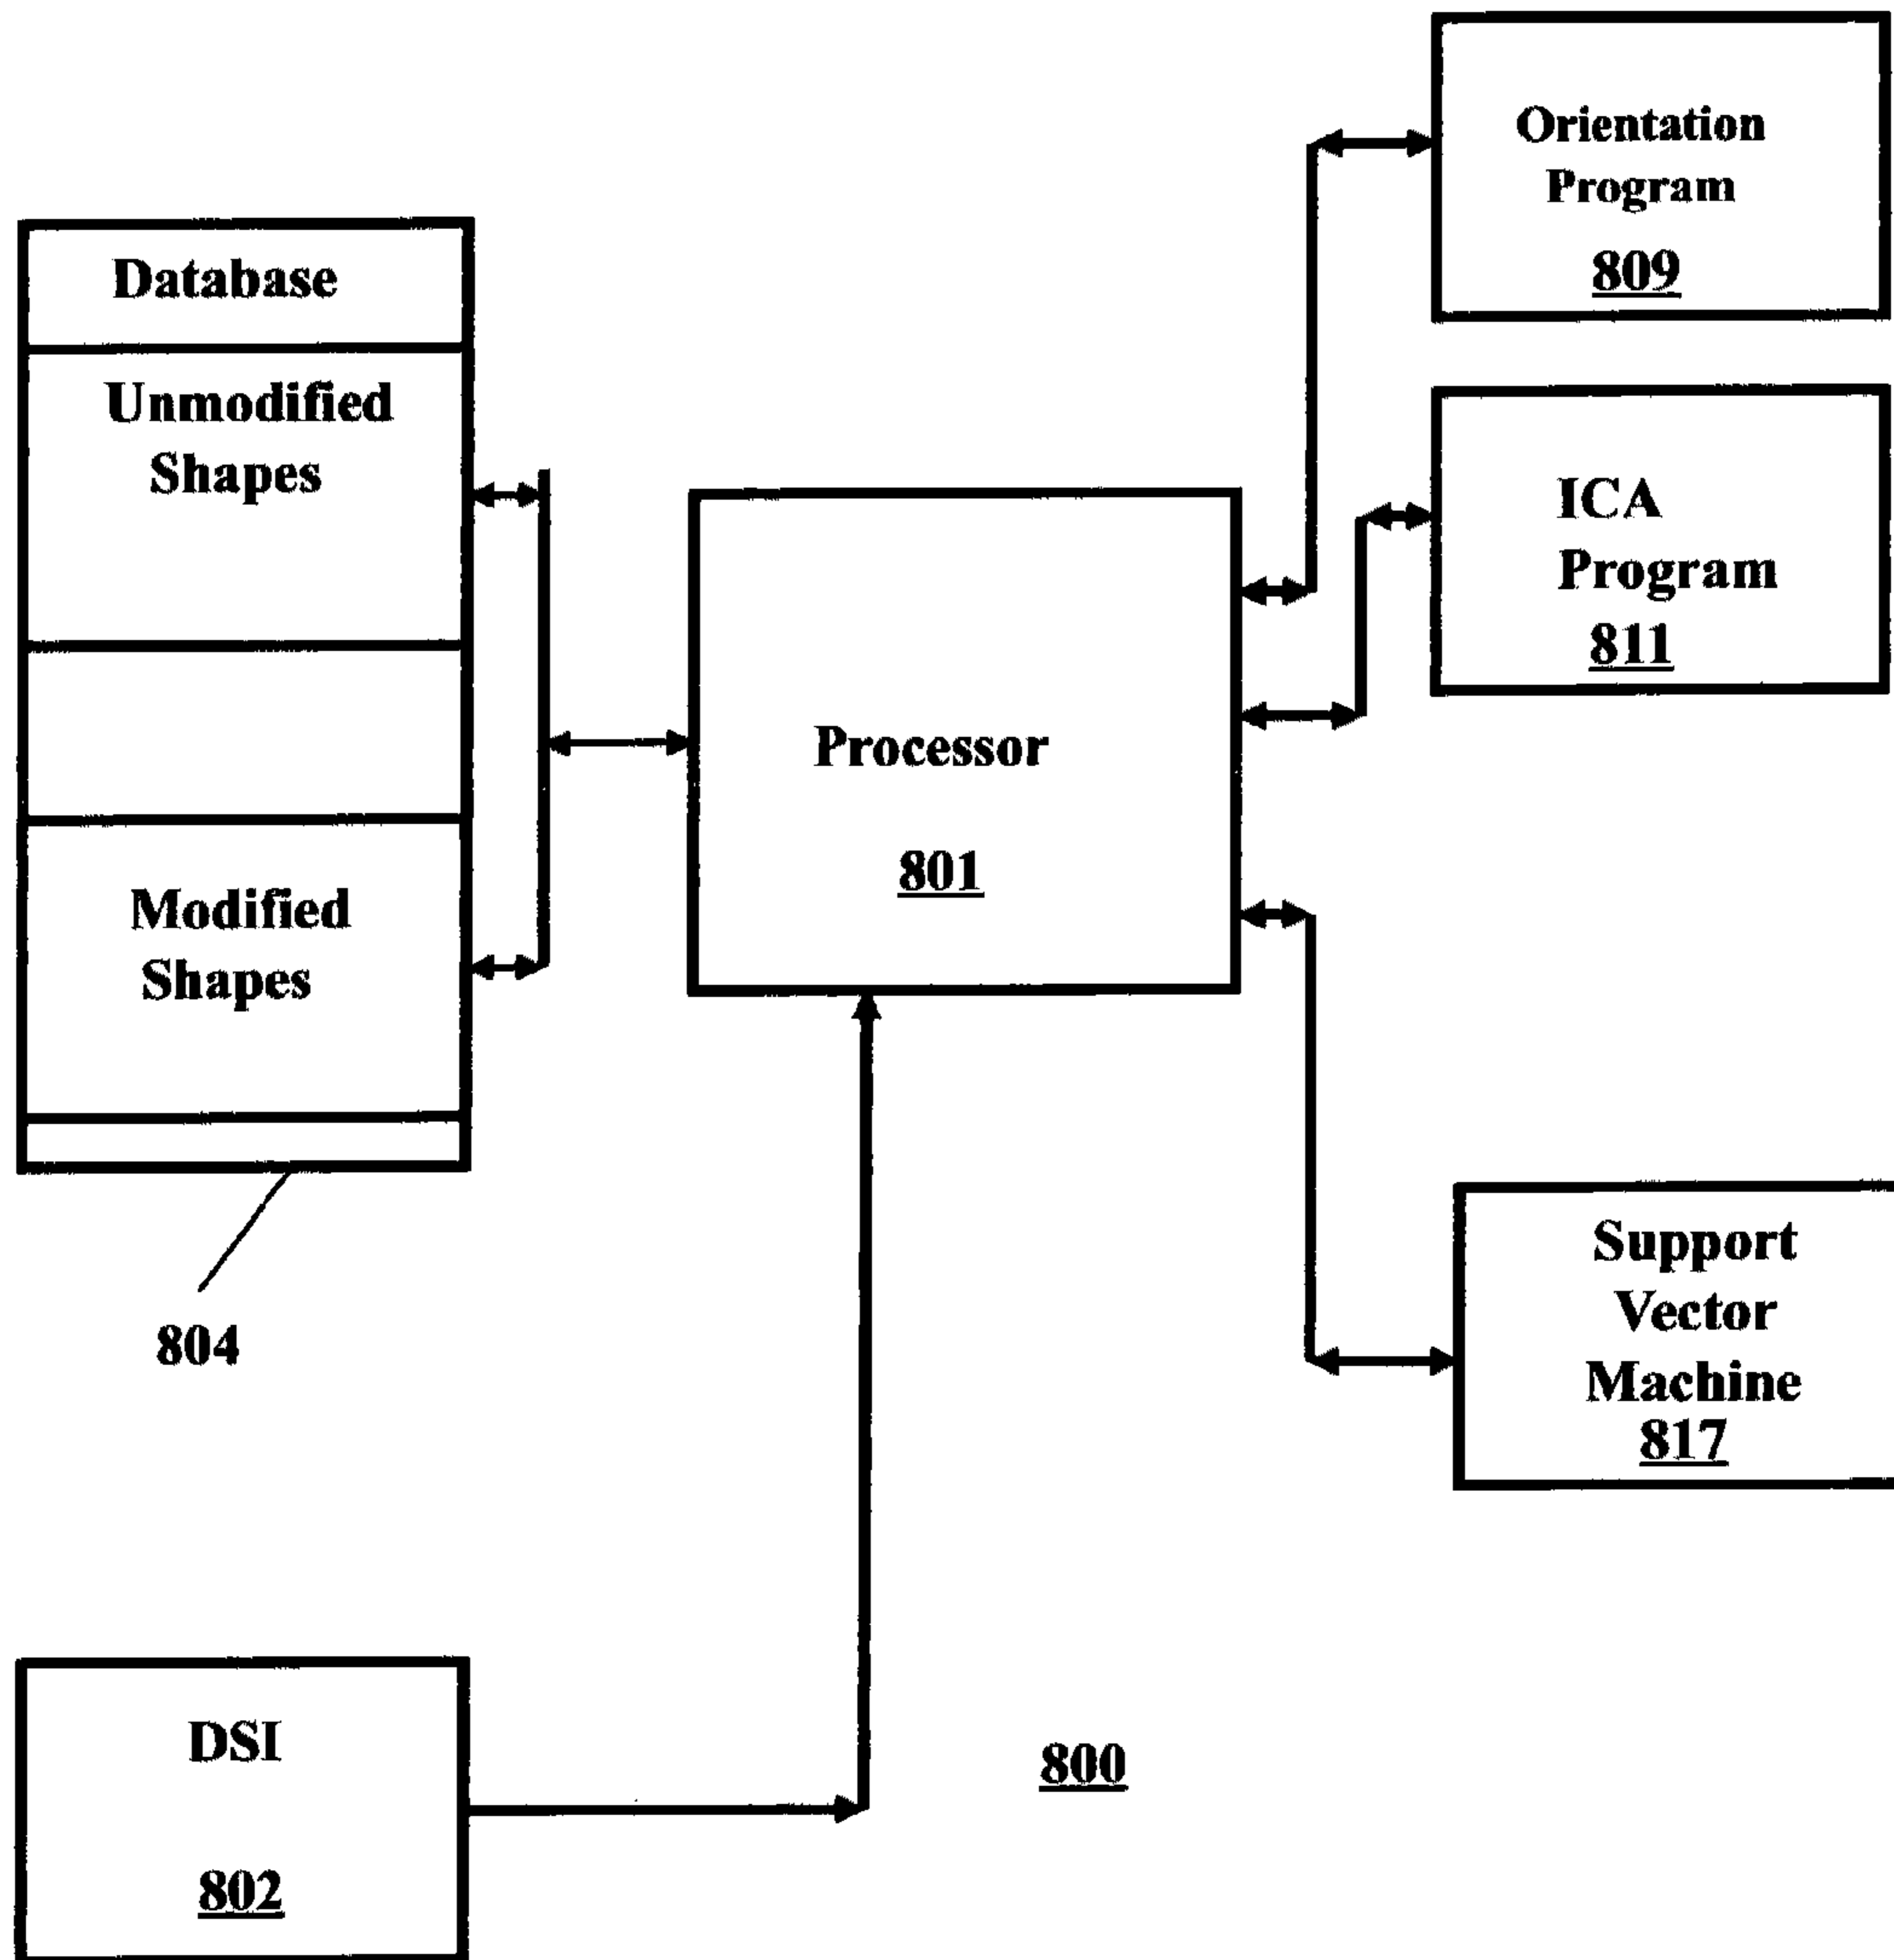 Database
Unmodified
Shapes
Modified
Shapes
804
Processor
801
Orientation
Program
809
ICA
Program
811
Support
Vector
Machine
817
DSI
802
800